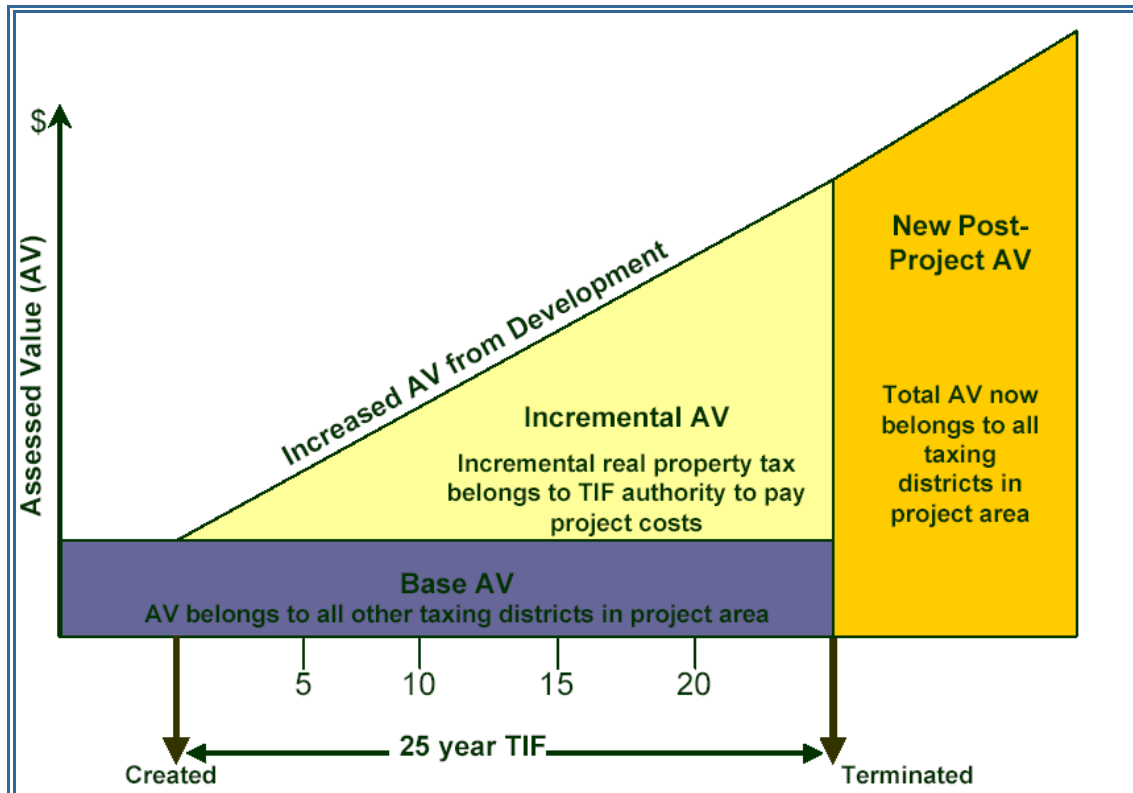 $
Assessed Value (AV)
Increased AV from Development
New Post-
Project AV
Incremental AV
Incremental real property tax
belongs to TIF authority to pay
project costs
Total AV now
belongs to all
taxing
districts in
project area
Base AV
AV belongs to all other taxing districts in project area
5
10
15
20
25 year TIF
Created
Terminated